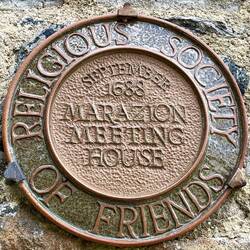 RELIGIOUS SOCIETY
OF FRIENDS
SEPTEMBER
1688
MARAZION
MEETING
HOUSE